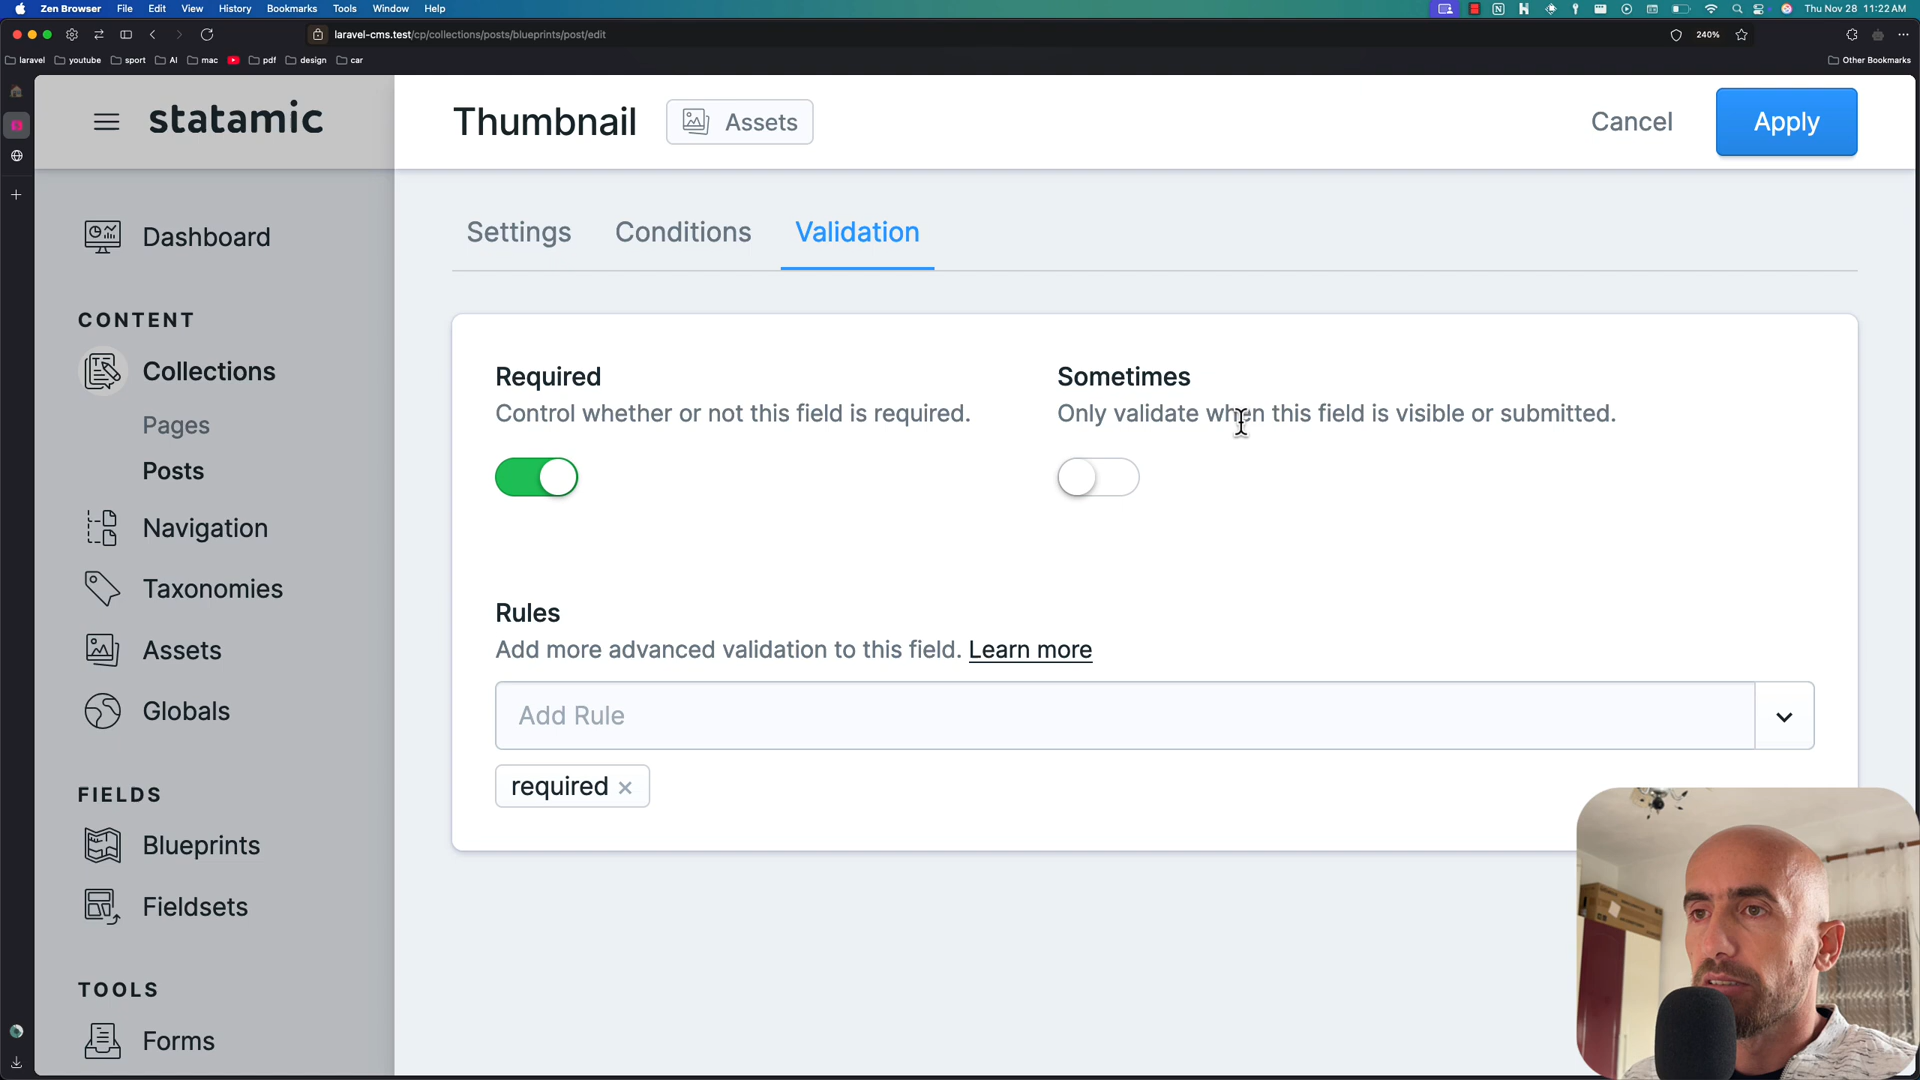 Zen Browser File Edit View History Bookmarks Tools Window Help Thu Nov 28 11:22 AM
laravel-cms.test/cp/collections/posts/blueprints/post/edit 240%
laravel youtube sport AI mac pdf design car Other Bookmarks
statamic
Thumbnail Assets Cancel Apply
Settings Conditions Validation
Dashboard
CONTENT
Collections
Pages
Posts
Navigation
Taxonomies
Assets
Globals
FIELDS
Blueprints
Fieldsets
TOOLS
Forms
Required
Control whether or not this field is required.
Sometimes
Only validate when this field is visible or submitted.
Rules
Add more advanced validation to this field. Learn more
Add Rule
required ×